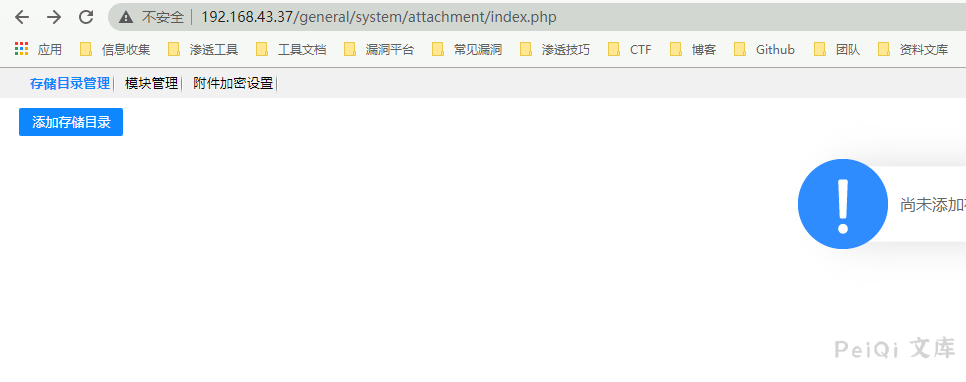 不安全 192.168.43.37/general/system/attachment/index.php
应用 信息收集 渗透工具 工具文档 漏洞平台 常见漏洞 渗透技巧 CTF 博客 Github 团队 资料文库
存储目录管理 模块管理 附件加密设置
添加存储目录
尚未添加
PeiQi 文库